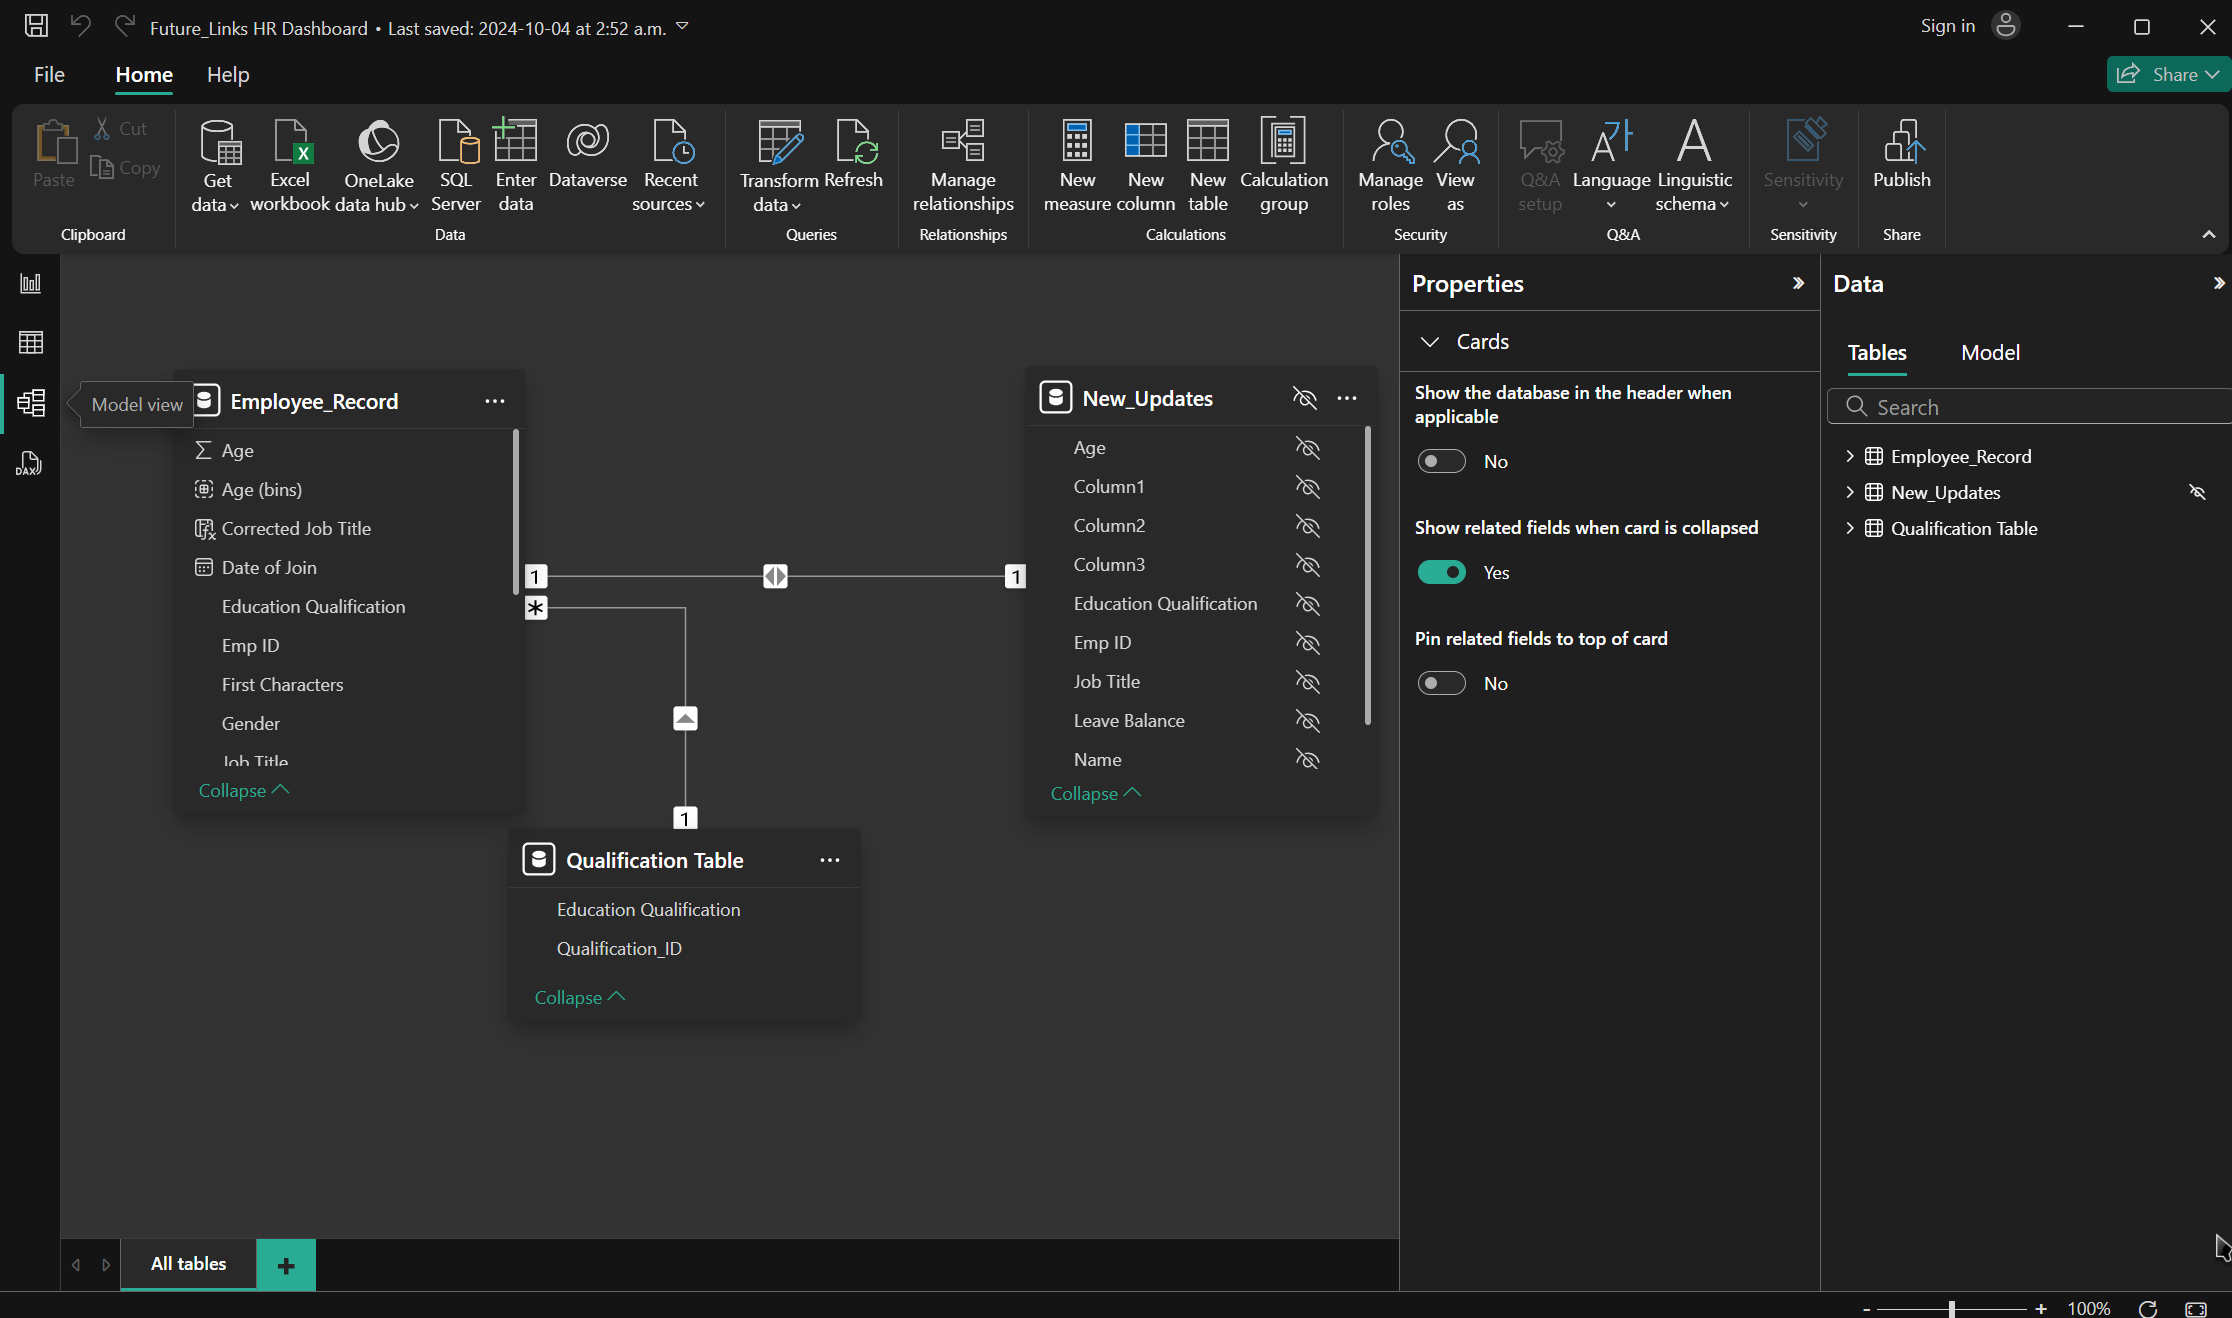 Future_Links HR Dashboard • Last saved: 2024-10-04 at 2:52 a.m.
Sign in
File
Home
Help
Share
Paste
Cut
Copy
Clipboard
Get
data
Excel
workbook
OneLake
data hub
SQL
Server
Enter
data
Dataverse
Recent
sources
Data
Transform
data
Refresh
Queries
Manage
relationships
Relationships
New
measure
New
column
New
table
Calculation
group
Calculations
Manage
roles
View
as
Security
Q&A
setup
Language
Linguistic
schema
Q&A
Sensitivity
Sensitivity
Publish
Share
DAX
Model view
Employee_Record
Age
Age (bins)
Corrected Job Title
Date of Join
Education Qualification
Emp ID
First Characters
Gender
Job Title
Collapse
1
*
1
1
New_Updates
Age
Column1
Column2
Column3
Education Qualification
Emp ID
Job Title
Leave Balance
Name
Collapse
Qualification Table
Education Qualification
Qualification_ID
Collapse
Properties
Cards
Show the database in the header when
applicable
No
Show related fields when card is collapsed
Yes
Pin related fields to top of card
No
Data
Tables
Model
Search
Employee_Record
New_Updates
Qualification Table
All tables
+
- + 100%